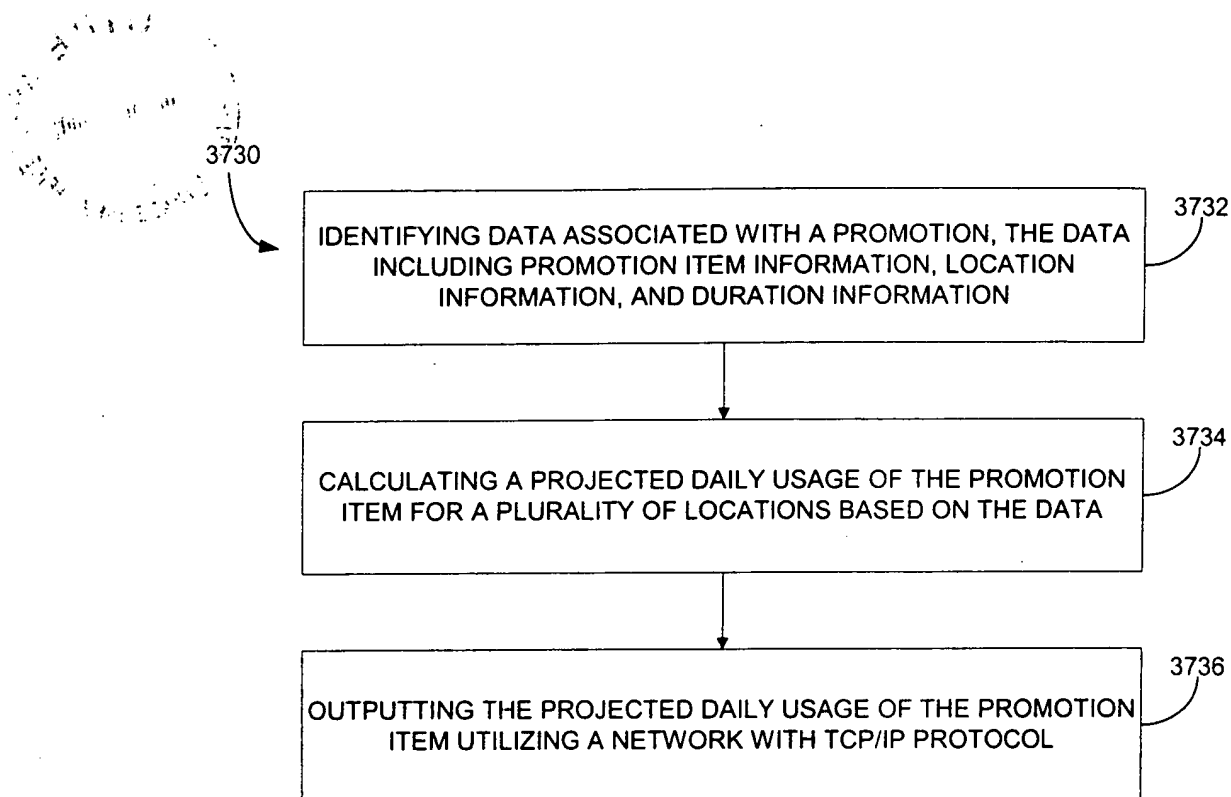 3730
3732
IDENTIFYING DATA ASSOCIATED WITH A PROMOTION, THE DATA
INCLUDING PROMOTION ITEM INFORMATION, LOCATION
INFORMATION, AND DURATION INFORMATION
3734
CALCULATING A PROJECTED DAILY USAGE OF THE PROMOTION
ITEM FOR A PLURALITY OF LOCATIONS BASED ON THE DATA
3736
OUTPUTTING THE PROJECTED DAILY USAGE OF THE PROMOTION
ITEM UTILIZING A NETWORK WITH TCP/IP PROTOCOL